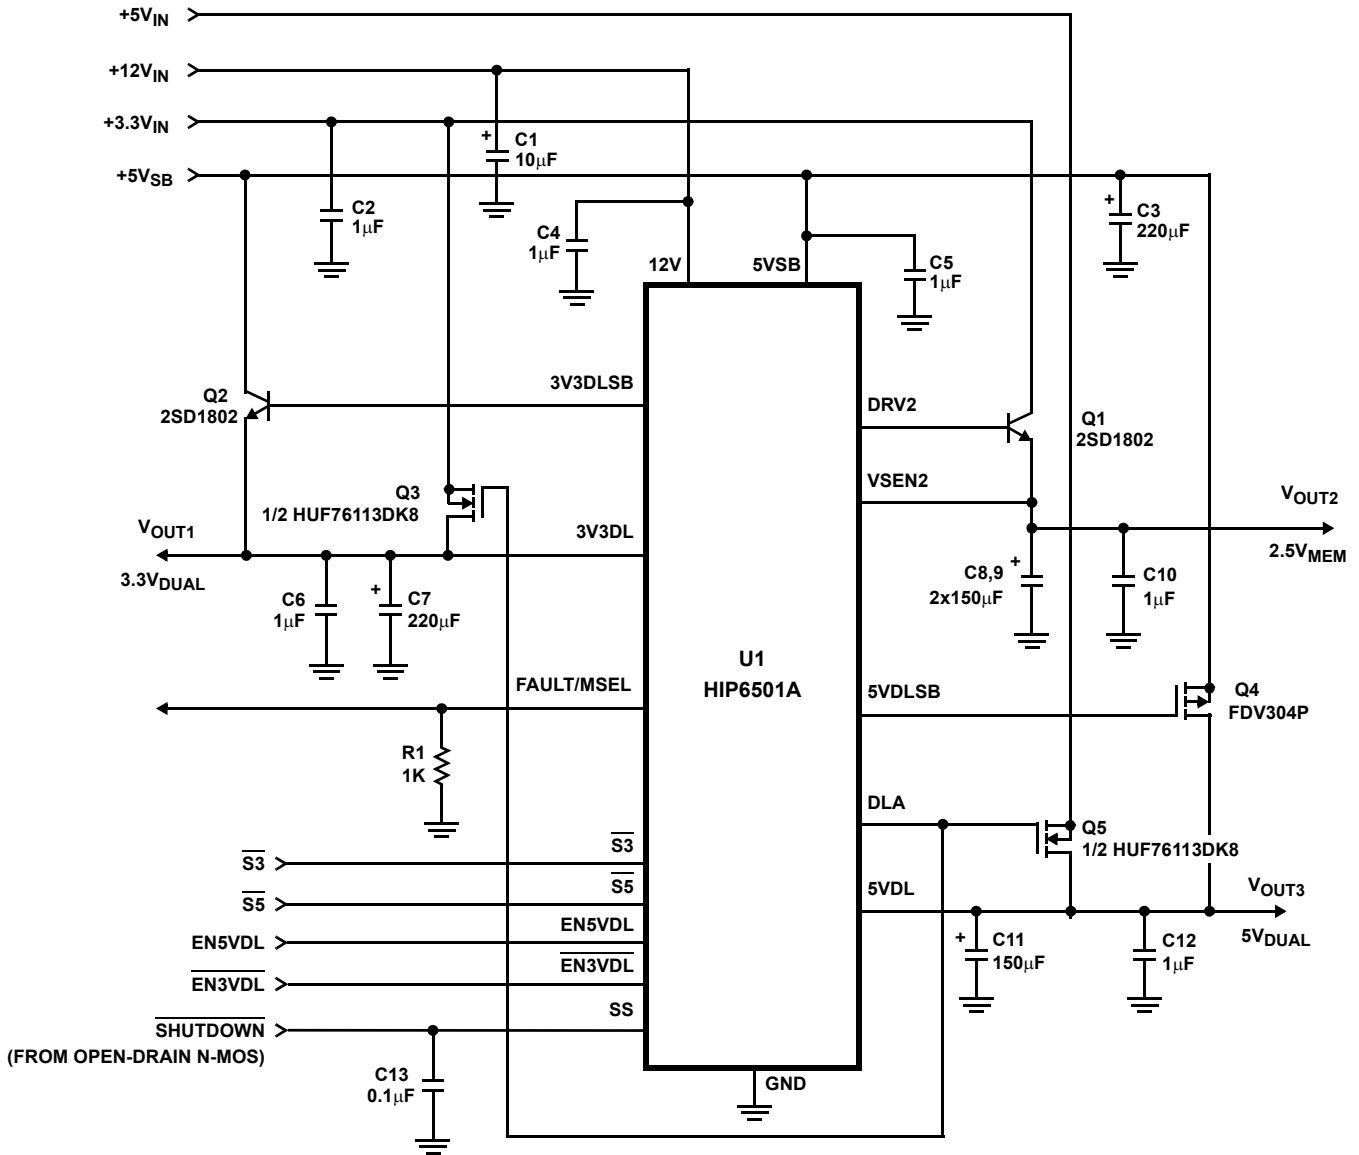 +5VIN
+12VIN
+3.3VIN
+5VSB
+
C1
10µF
C2
1µF
C4
1µF
12V
5VSB
C5
1µF
+
C3
220µF
Q2
2SD1802
3V3DLSB
DRV2
Q1
2SD1802
VSEN2
Q3
1/2 HUF76113DK8
3V3DL
VOUT1
3.3VDUAL
VOUT2
2.5VMEM
C6
1µF
+
C7
220µF
C8,9
2x150µF
+
C10
1µF
U1
HIP6501A
FAULT/MSEL
R1
1K
5VDLSB
Q4
FDV304P
DLA
Q5
1/2 HUF76113DK8
5VDL
VOUT3
5VDUAL
+
C11
150µF
C12
1µF
S3
S3
S5
S5
EN5VDL
EN5VDL
EN3VDL
EN3VDL
SHUTDOWN
(FROM OPEN-DRAIN N-MOS)
SS
C13
0.1µF
GND